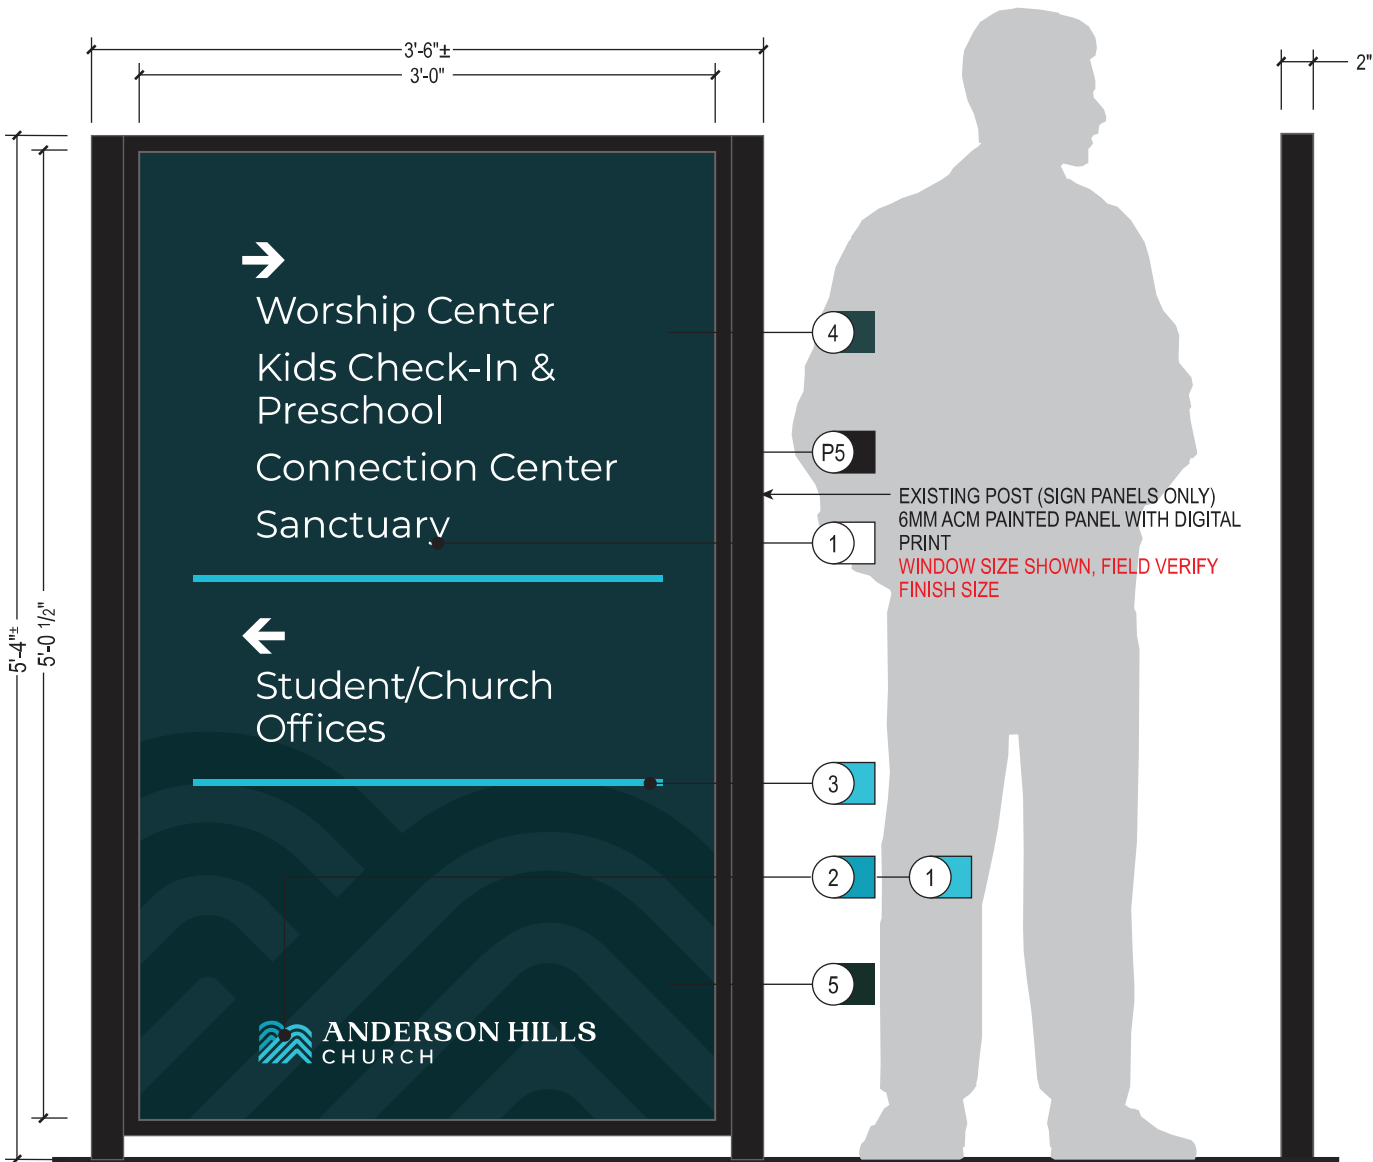 3'-6"±
3'-0"
2"
5'-4"±
5'-0 1/2"
Worship Center
Kids Check-In &
Preschool
Connection Center
Sanctuary
Student/Church
Offices
ANDERSON HILLS
CHURCH
4
P5
EXISTING POST (SIGN PANELS ONLY)
6MM ACM PAINTED PANEL WITH DIGITAL
PRINT
WINDOW SIZE SHOWN, FIELD VERIFY
FINISH SIZE
1
3
2 1
5